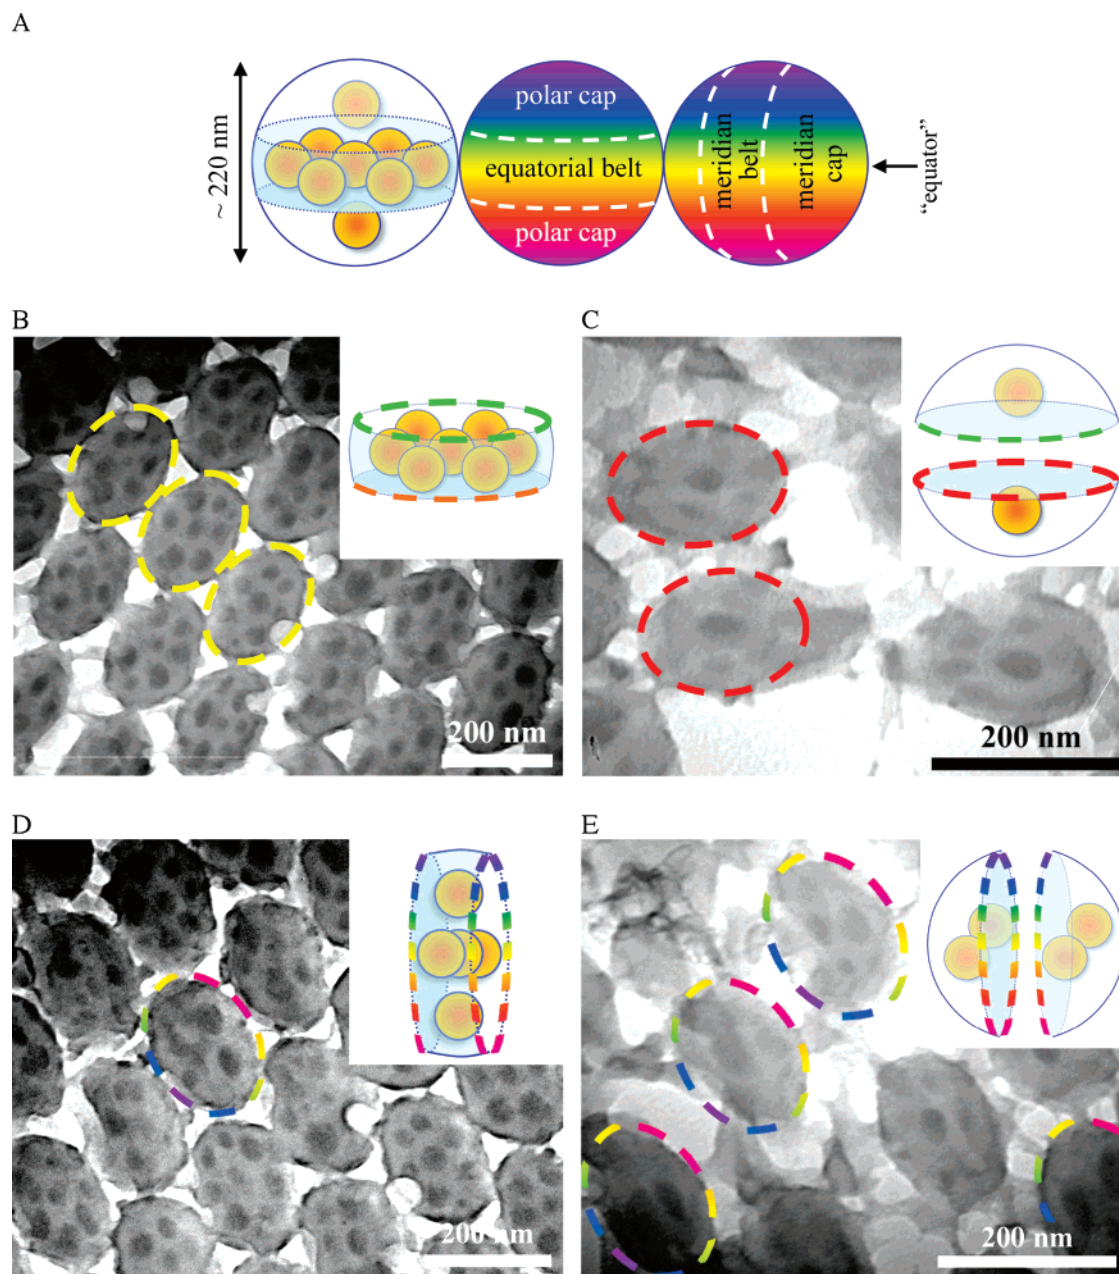 A
~ 220 nm
polar cap
equatorial belt
polar cap
meridian
belt
meridian
cap
“equator”
B
200 nm
C
200 nm
D
200 nm
E
200 nm